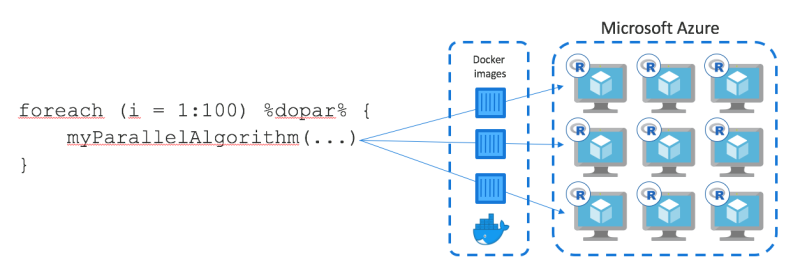 Microsoft Azure
Docker
images
foreach (i = 1:100) %dopar% {
myParallelAlgorithm(...)
}
R R R
R R R
R R R